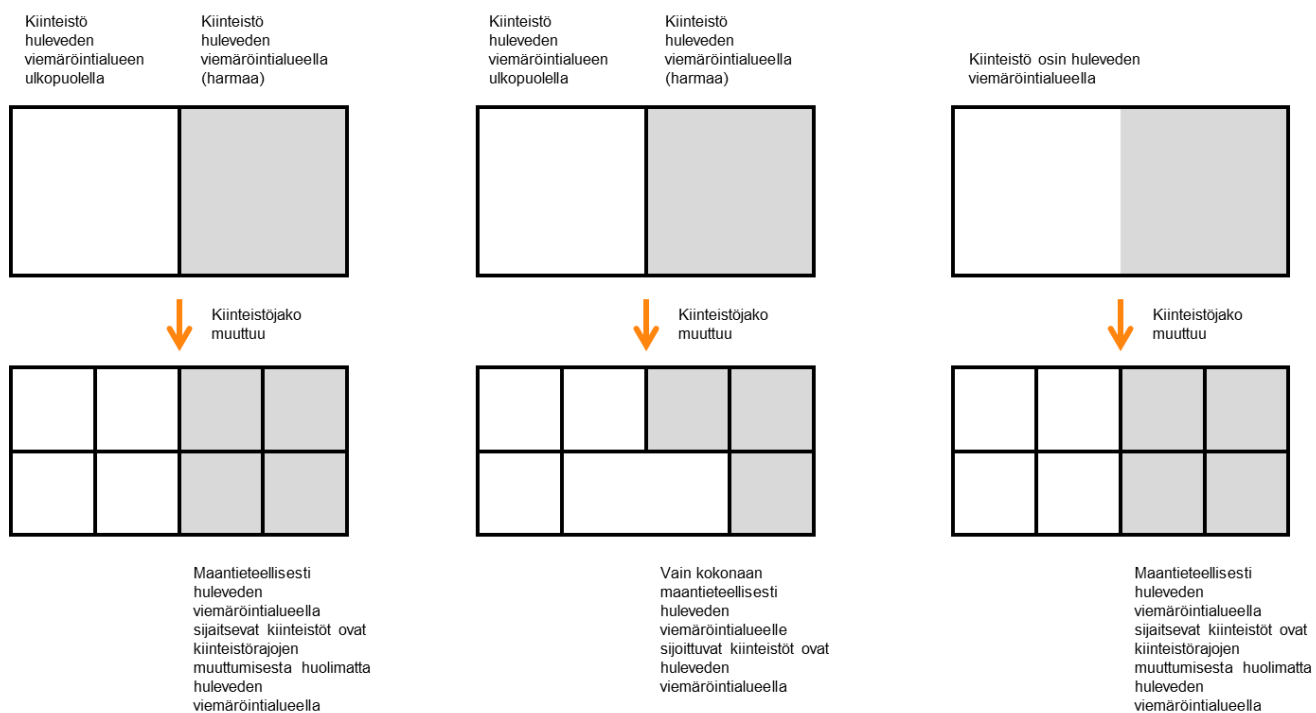 Kiinteistö
huleveden
viemäröintialueen
ulkopuolella
Kiinteistö
huleveden
viemäröintialueella
(harmaa)
Kiinteistö
huleveden
viemäröintialueen
ulkopuolella
Kiinteistö
huleveden
viemäröintialueella
(harmaa)
Kiinteistö osin huleveden
viemäröintialueella
Kiinteistöjako
muuttuu
Kiinteistöjako
muuttuu
Kiinteistöjako
muuttuu
Maantieteellisesti
huleveden
viemäröintialueella
sijaitsevat kiinteistöt ovat
kiinteistörajojen
muuttumisesta huolimatta
huleveden
viemäröintialueella
Vain kokonaan
maantieteellisesti
huleveden
viemäröintialueelle
sijoittuvat kiinteistöt ovat
huleveden
viemäröintialueella
Maantieteellisesti
huleveden
viemäröintialueella
sijaitsevat kiinteistöt ovat
kiinteistörajojen
muuttumisesta huolimatta
huleveden
viemäröintialueella